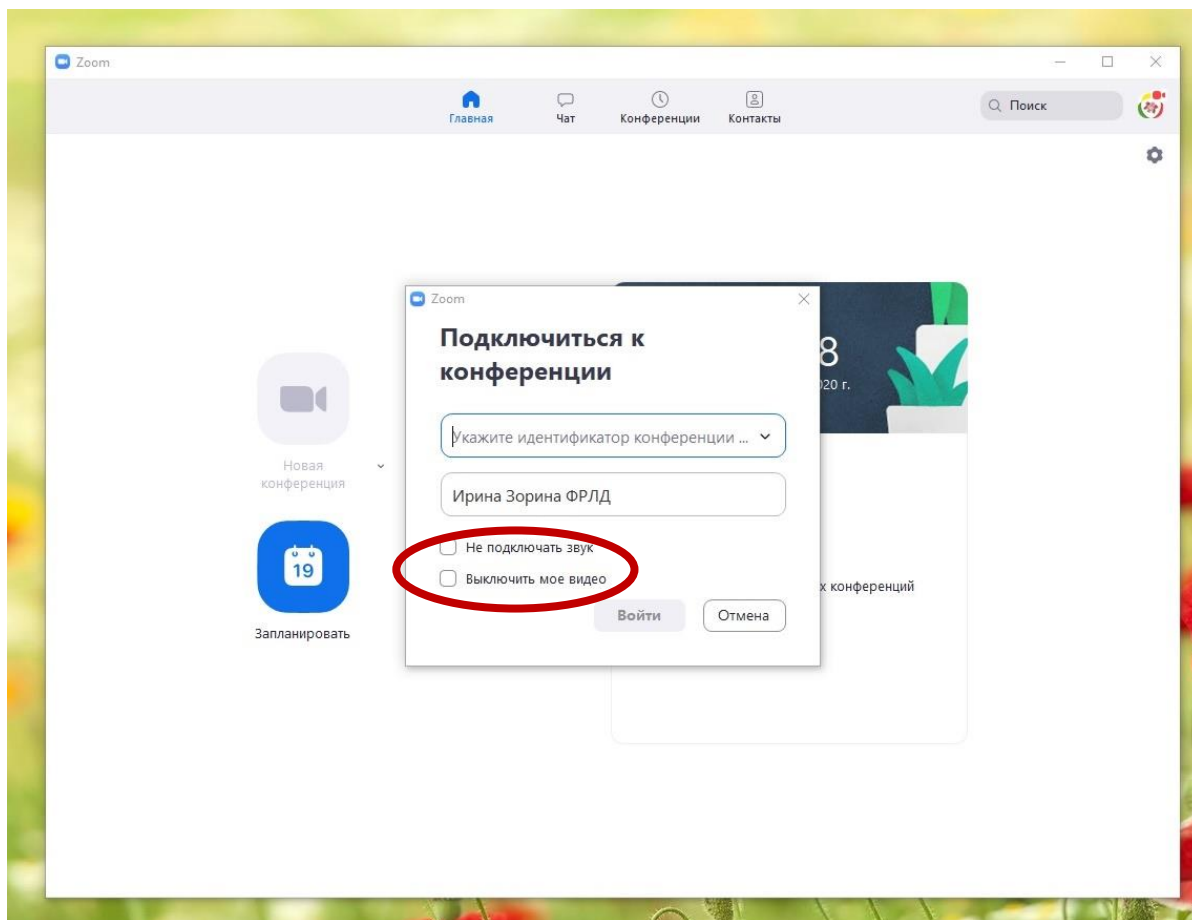 Zoom
Главная
Чат
Конференции
Контакты
Поиск
Zoom
Подключиться к
конференции
Укажите идентификатор конференции ...
Ирина Зорина ФРЛД
Не подключать звук
Выключить мое видео
Войти
Отмена
Новая
конференция
19
Запланировать
8
020 г.
х конференций